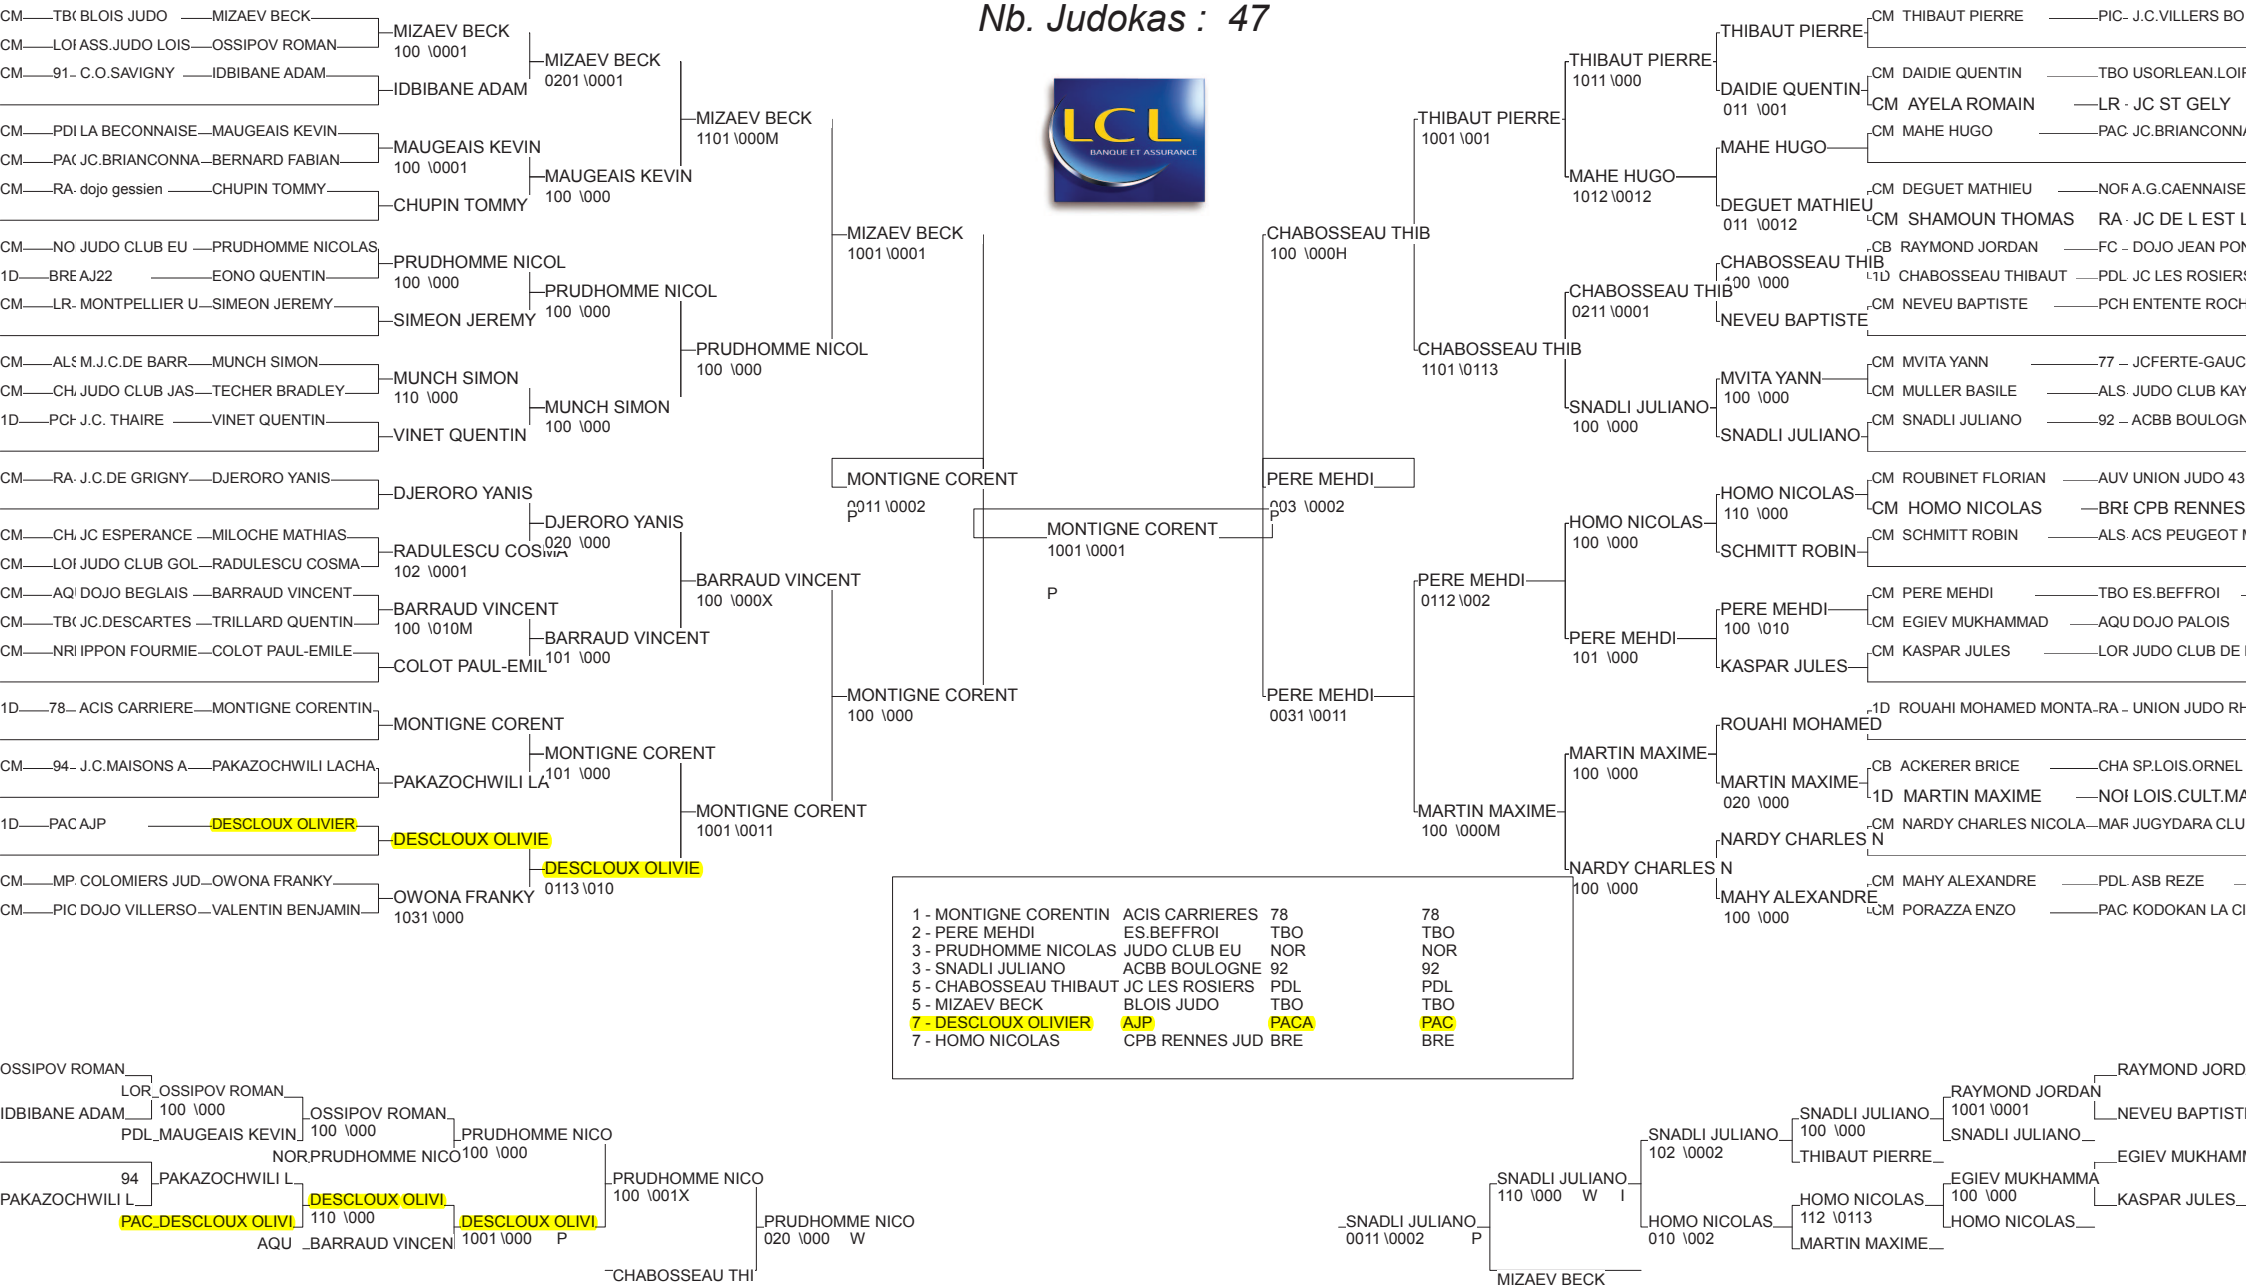 Nb. Judokas : 47
LCL
BANQUE ET ASSURANCE
CM TB( BLOIS JUDO MIZAEV BECK
CM LOI ASS.JUDO LOIS OSSIPOV ROMAN
CM 91 C.O.SAVIGNY IDBIBANE ADAM
CM PDI LA BECONNAISE MAUGEAIS KEVIN
CM PA( JC.BRIANCONNA BERNARD FABIAN
CM RA dojo gessien CHUPIN TOMMY
CM NO JUDO CLUB EU PRUDHOMME NICOLAS
1D BRE AJ22 EONO QUENTIN
CM LR MONTPELLIER U SIMEON JEREMY
CM ALS M.J.C.DE BARR MUNCH SIMON
CM CH JUDO CLUB JAS TECHER BRADLEY
1D PCH J.C. THAIRE VINET QUENTIN
CM RA J.C.DE GRIGNY DJERORO YANIS
CM CH JC ESPERANCE MILOCHE MATHIAS
CM LOI JUDO CLUB GOL RADULESCU COSMA
CM AQI DOJO BEGLAIS BARRAUD VINCENT
CM TB( JC.DESCARTES TRILLARD QUENTIN
CM NRI IPPON FOURMIE COLOT PAUL-EMILE
1D 78 ACIS CARRIERE MONTIGNE CORENTIN
CM 94 J.C.MAISONS A PAKAZOCHWILI LACHA
1D PAC AJP DESCLOUX OLIVIER
CM MP COLOMIERS JUD OWONA FRANKY
CM PIC DOJO VILLERSO VALENTIN BENJAMIN
MIZAEV BECK
100 \0001
IDBIBANE ADAM
MAUGEAIS KEVIN
100 \0001
CHUPIN TOMMY
PRUDHOMME NICOL
100 \000
SIMEON JEREMY
MUNCH SIMON
110 \000
VINET QUENTIN
DJERORO YANIS
RADULESCU COSMA
102 \0001
BARRAUD VINCENT
100 \010M
COLOT PAUL-EMIL
MONTIGNE CORENT
PAKAZOCHWILI LA
DESCLOUX OLIVIE
OWONA FRANKY
1031 \000
MIZAEV BECK
0201 \0001
MAUGEAIS KEVIN
100 \000
PRUDHOMME NICOL
100 \000
MUNCH SIMON
100 \000
DJERORO YANIS
020 \000
BARRAUD VINCENT
101 \000
MONTIGNE CORENT
101 \000
DESCLOUX OLIVIE
0113 \010
MIZAEV BECK
1101 \000M
PRUDHOMME NICOL
100 \000
BARRAUD VINCENT
100 \000X
MONTIGNE CORENT
1001 \0011
MIZAEV BECK
1001 \0001
MONTIGNE CORENT
100 \000
MONTIGNE CORENT
0011 \0002
P
MONTIGNE CORENT
1001 \0001
P
PERE MEHDI
003 \0002
P
CHABOSSEAU THIB
100 \000H
PERE MEHDI
0031 \0011
THIBAUT PIERRE
1001 \001
CHABOSSEAU THIB
1101 \0113
PERE MEHDI
0112 \002
MARTIN MAXIME
100 \000M
THIBAUT PIERRE
1011 \000
MAHE HUGO
1012 \0012
CHABOSSEAU THIB
0211 \0001
SNADLI JULIANO
100 \000
HOMO NICOLAS
100 \000
PERE MEHDI
101 \000
MARTIN MAXIME
100 \000
NARDY CHARLES N
100 \000
THIBAUT PIERRE
DAIDIE QUENTIN
011 \001
MAHE HUGO
DEGUET MATHIEU
011 \0012
CHABOSSEAU THIB
100 \000
NEVEU BAPTISTE
MVITA YANN
100 \000
SNADLI JULIANO
HOMO NICOLAS
110 \000
SCHMITT ROBIN
PERE MEHDI
100 \010
KASPAR JULES
ROUAHI MOHAMED
MARTIN MAXIME
020 \000
NARDY CHARLES N
MAHY ALEXANDRE
100 \000
CM THIBAUT PIERRE PIC J.C.VILLERS BO
CM DAIDIE QUENTIN TBO USORLEAN.LOIR
CM AYELA ROMAIN LR JC ST GELY
CM MAHE HUGO PAC JC.BRIANCONNA
CM DEGUET MATHIEU NOR A.G.CAENNAISE
CM SHAMOUN THOMAS RA JC DE L EST L
CB RAYMOND JORDAN FC DOJO JEAN PON
1D CHABOSSEAU THIBAUT PDL JC LES ROSIERS
CM NEVEU BAPTISTE PCH ENTENTE ROCH
CM MVITA YANN 77 JCFERTE-GAUC
CM MULLER BASILE ALS JUDO CLUB KAY
CM SNADLI JULIANO 92 ACBB BOULOGN
CM ROUBINET FLORIAN AUV UNION JUDO 43
CM HOMO NICOLAS BRE CPB RENNES
CM SCHMITT ROBIN ALS ACS PEUGEOT M
CM PERE MEHDI TBO ES.BEFFROI
CM EGIEV MUKHAMMAD AQU DOJO PALOIS
CM KASPAR JULES LOR JUDO CLUB DE
1D ROUAHI MOHAMED MONTA RA UNION JUDO RH
CB ACKERER BRICE CHA SP.LOIS.ORNEL
1D MARTIN MAXIME NOI LOIS.CULT.MA
CM NARDY CHARLES NICOLA MAR JUGYDARA CLU
CM MAHY ALEXANDRE PDL ASB REZE
CM PORAZZA ENZO PAC KODOKAN LA CI
1 - MONTIGNE CORENTIN ACIS CARRIERES 78 78
2 - PERE MEHDI ES.BEFFROI TBO TBO
3 - PRUDHOMME NICOLAS JUDO CLUB EU NOR NOR
3 - SNADLI JULIANO ACBB BOULOGNE 92 92
5 - CHABOSSEAU THIBAUT JC LES ROSIERS PDL PDL
5 - MIZAEV BECK BLOIS JUDO TBO TBO
7 - DESCLOUX OLIVIER AJP PACA PAC
7 - HOMO NICOLAS CPB RENNES JUD BRE BRE
OSSIPOV ROMAN
IDBIBANE ADAM
PAKAZOCHWILI L
LOR OSSIPOV ROMAN
100 \000
PDL MAUGEAIS KEVIN
94 PAKAZOCHWILI L
PAC DESCLOUX OLIVI
OSSIPOV ROMAN
100 \000
NOR PRUDHOMME NICO
DESCLOUX OLIVI
110 \000
AQU BARRAUD VINCEN
PRUDHOMME NICO
100 \000
DESCLOUX OLIVI
1001 \000 P
PRUDHOMME NICO
100 \001X
CHABOSSEAU THI
PRUDHOMME NICO
020 \000 W
SNADLI JULIANO
0011 \0002 P
SNADLI JULIANO
110 \000 W I
MIZAEV BECK
SNADLI JULIANO
102 \0002
HOMO NICOLAS
010 \002
SNADLI JULIANO
100 \000
THIBAUT PIERRE
HOMO NICOLAS
112 \0113
MARTIN MAXIME
RAYMOND JORDAN
1001 \0001
SNADLI JULIANO
EGIEV MUKHAMMA
100 \000
HOMO NICOLAS
RAYMOND JORD
NEVEU BAPTIST
EGIEV MUKHAM
KASPAR JULES